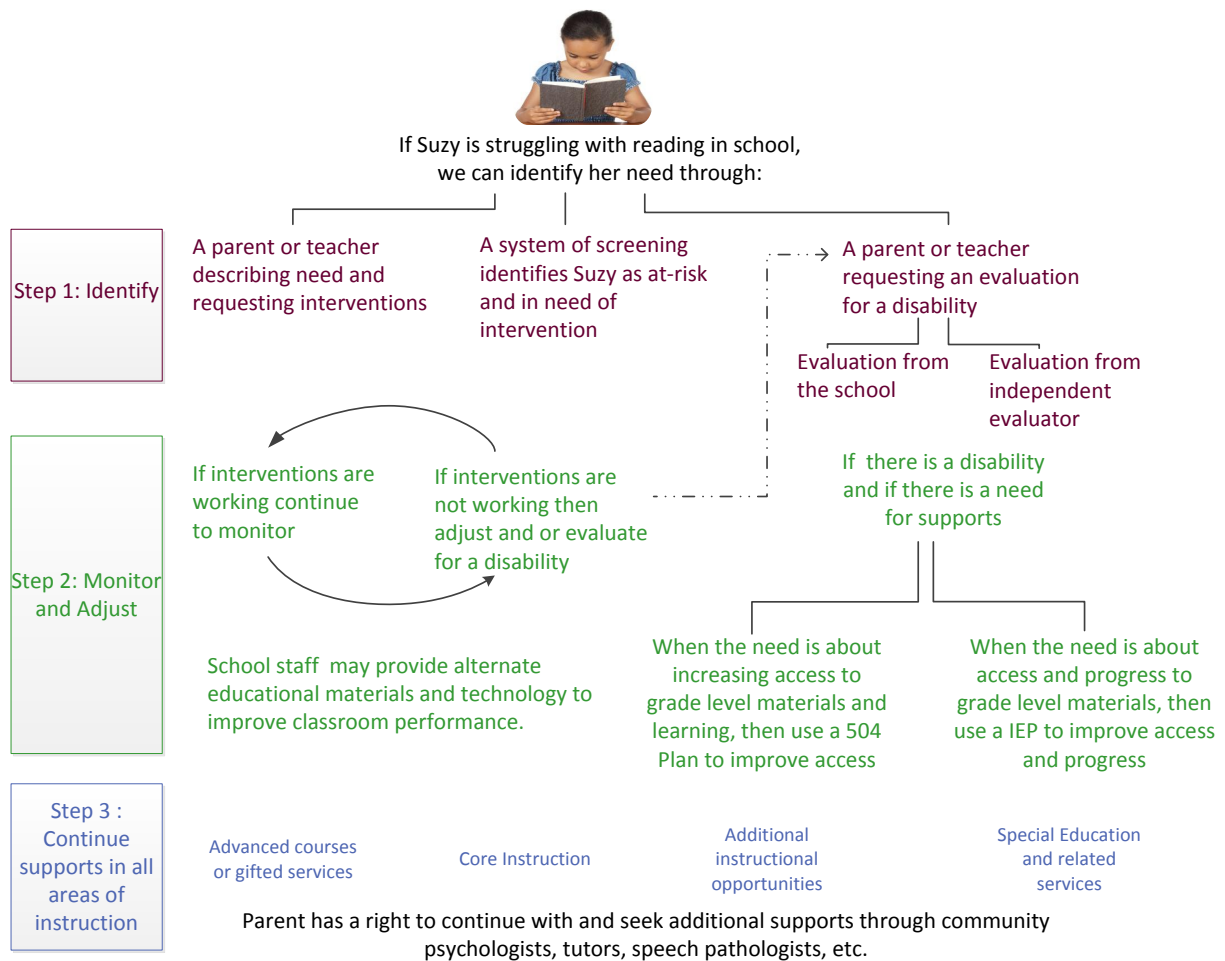 If Suzy is struggling with reading in school,
we can identify her need through:
Step 1: Identify
A parent or teacher
describing need and
requesting interventions
A system of screening
identifies Suzy as at-risk
and in need of
intervention
A parent or teacher
requesting an evaluation
for a disability
Evaluation from
the school
Evaluation from
independent
evaluator
Step 2: Monitor
and Adjust
If interventions are
working continue
to monitor
If interventions are
not working then
adjust and or evaluate
for a disability
If there is a disability
and if there is a need
for supports
School staff may provide alternate
educational materials and technology to
improve classroom performance.
When the need is about
increasing access to
grade level materials and
learning, then use a 504
Plan to improve access
When the need is about
access and progress to
grade level materials, then
use a IEP to improve access
and progress
Step 3 :
Continue
supports in all
areas of
instruction
Advanced courses
or gifted services
Core Instruction
Additional
instructional
opportunities
Special Education
and related
services
Parent has a right to continue with and seek additional supports through community
psychologists, tutors, speech pathologists, etc.